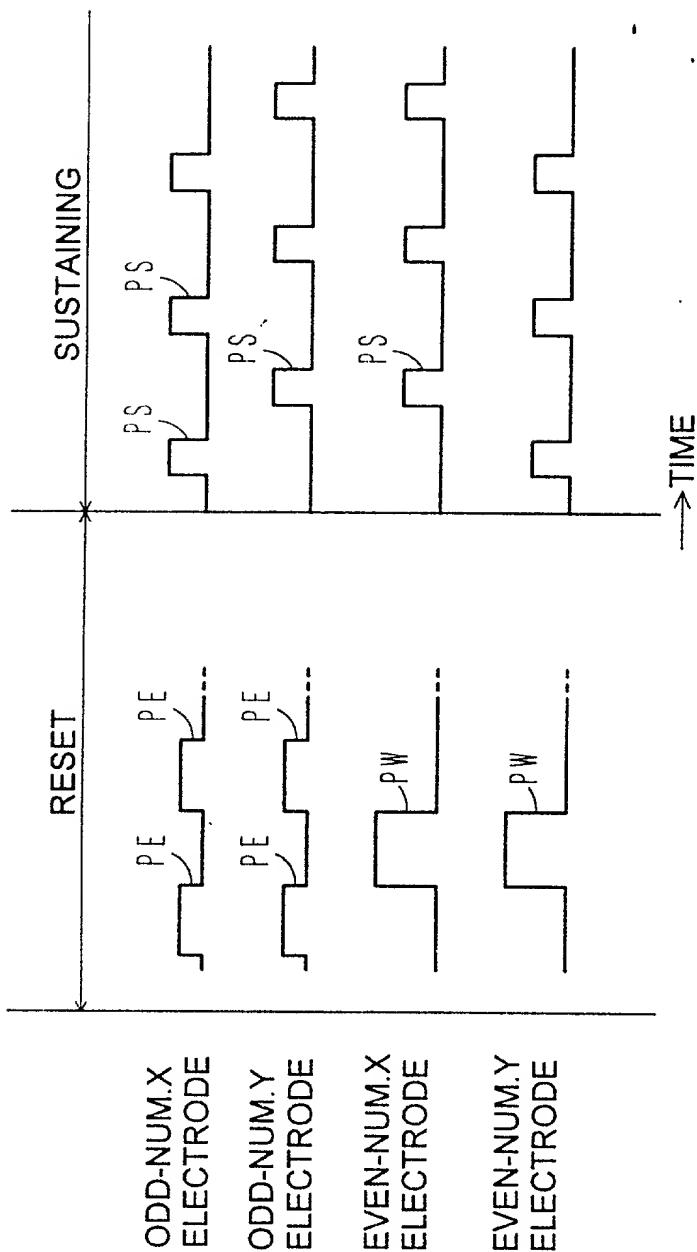 RESET
SUSTAINING
ODD-NUM.X
ELECTRODE
PE
PE
PS
PS
ODD-NUM.Y
ELECTRODE
PE
PE
PS
EVEN-NUM.X
ELECTRODE
PW
PS
EVEN-NUM.Y
ELECTRODE
PW
→TIME